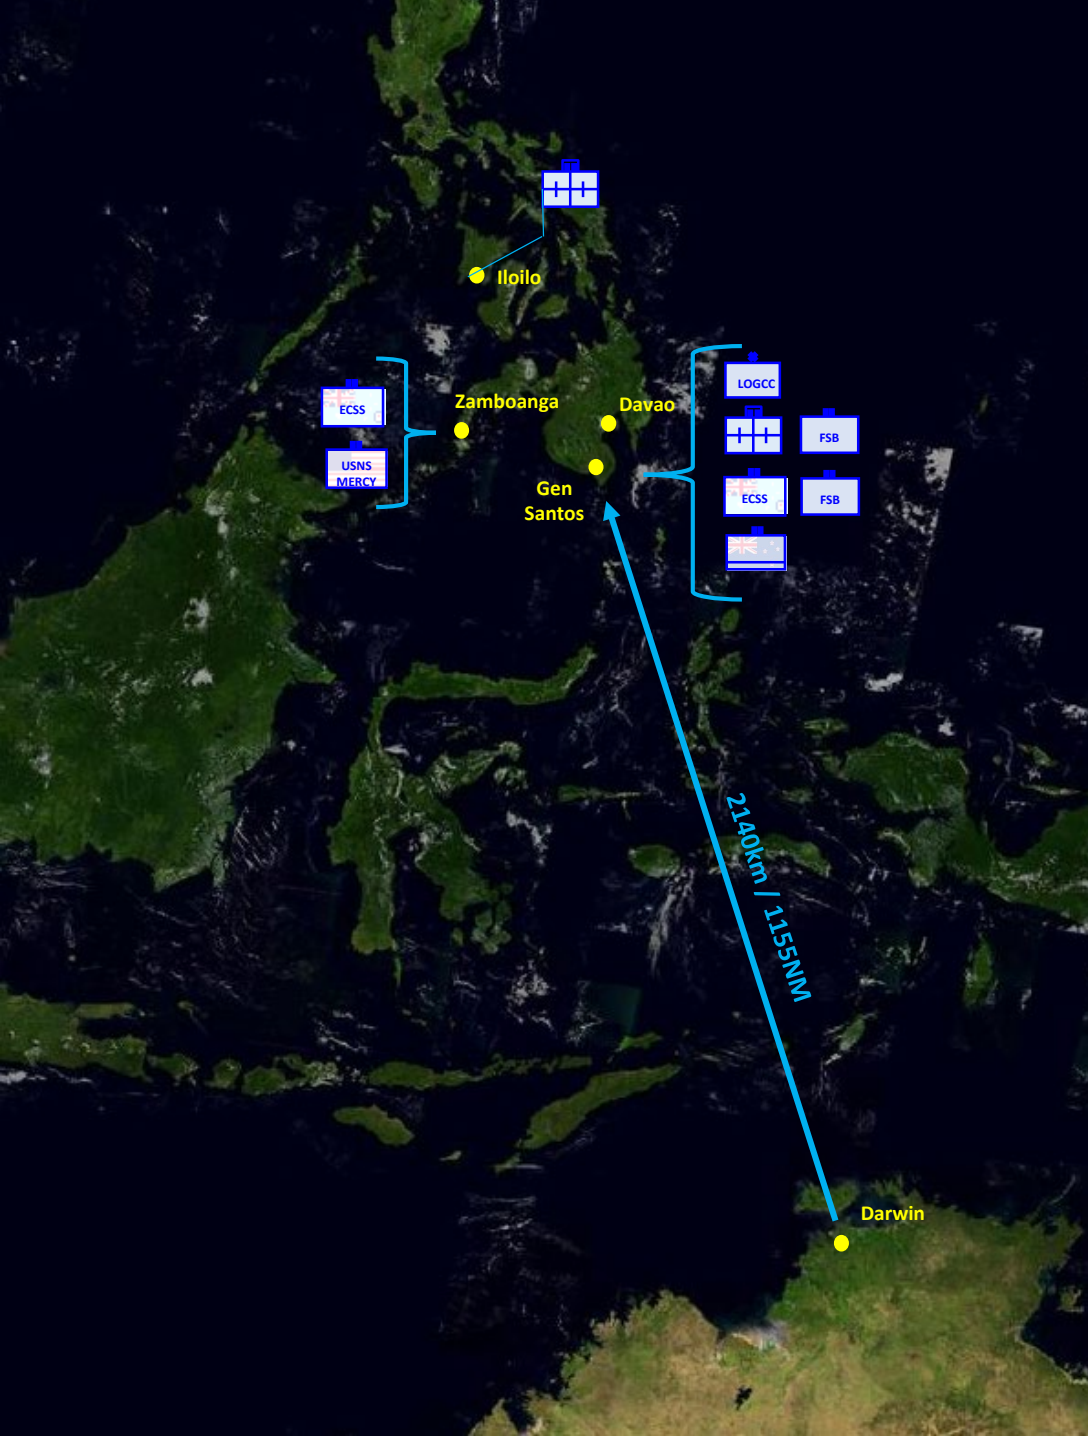 Iloilo
ECSS
USNS
MERCY
Zamboanga
Davao
Gen
Santos
LOGCC
FSB
ECSS
FSB
2140km / 1155NM
Darwin